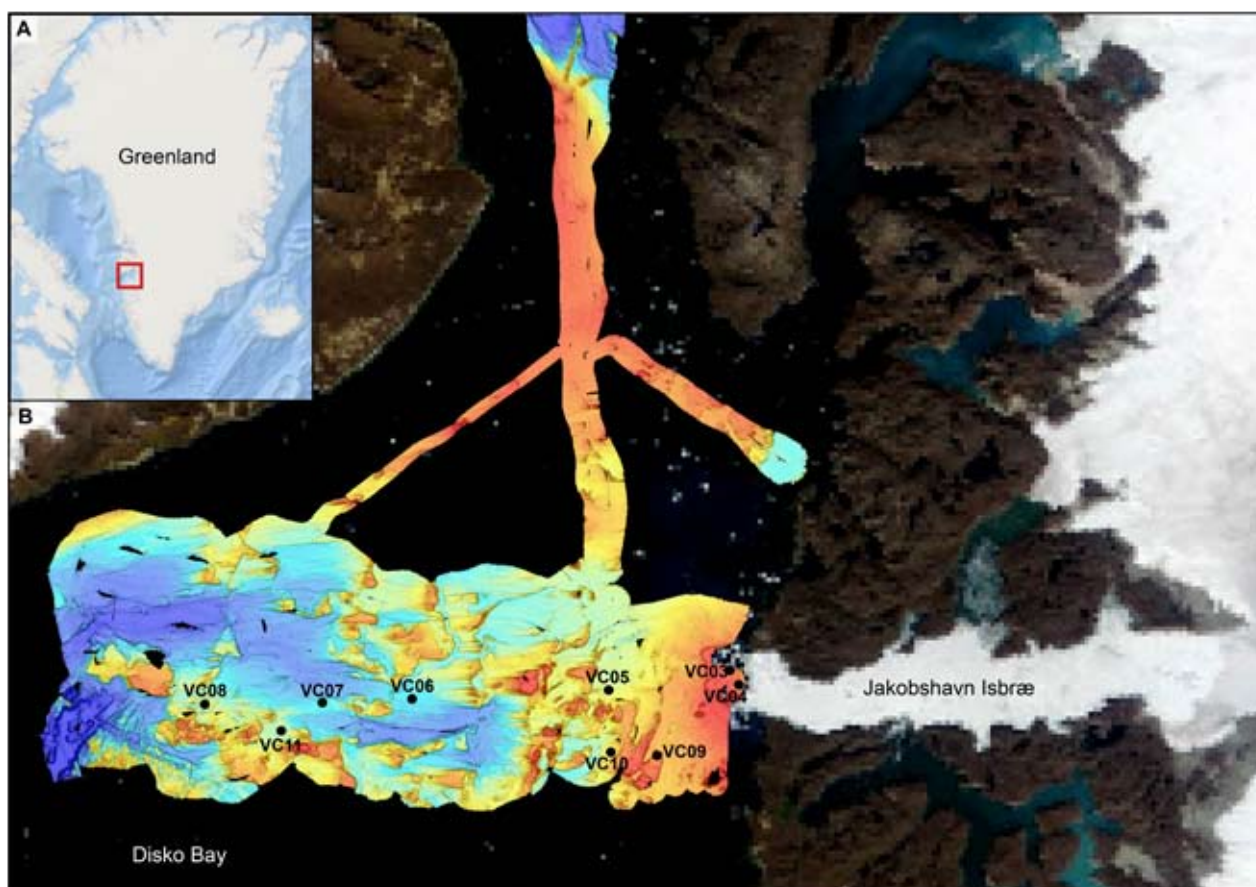 A
Greenland
B
VC03
VC04
Jakobshavn Isbræ
VC05
VC06
VC07
VC08
VC11
VC10
VC09
Disko Bay